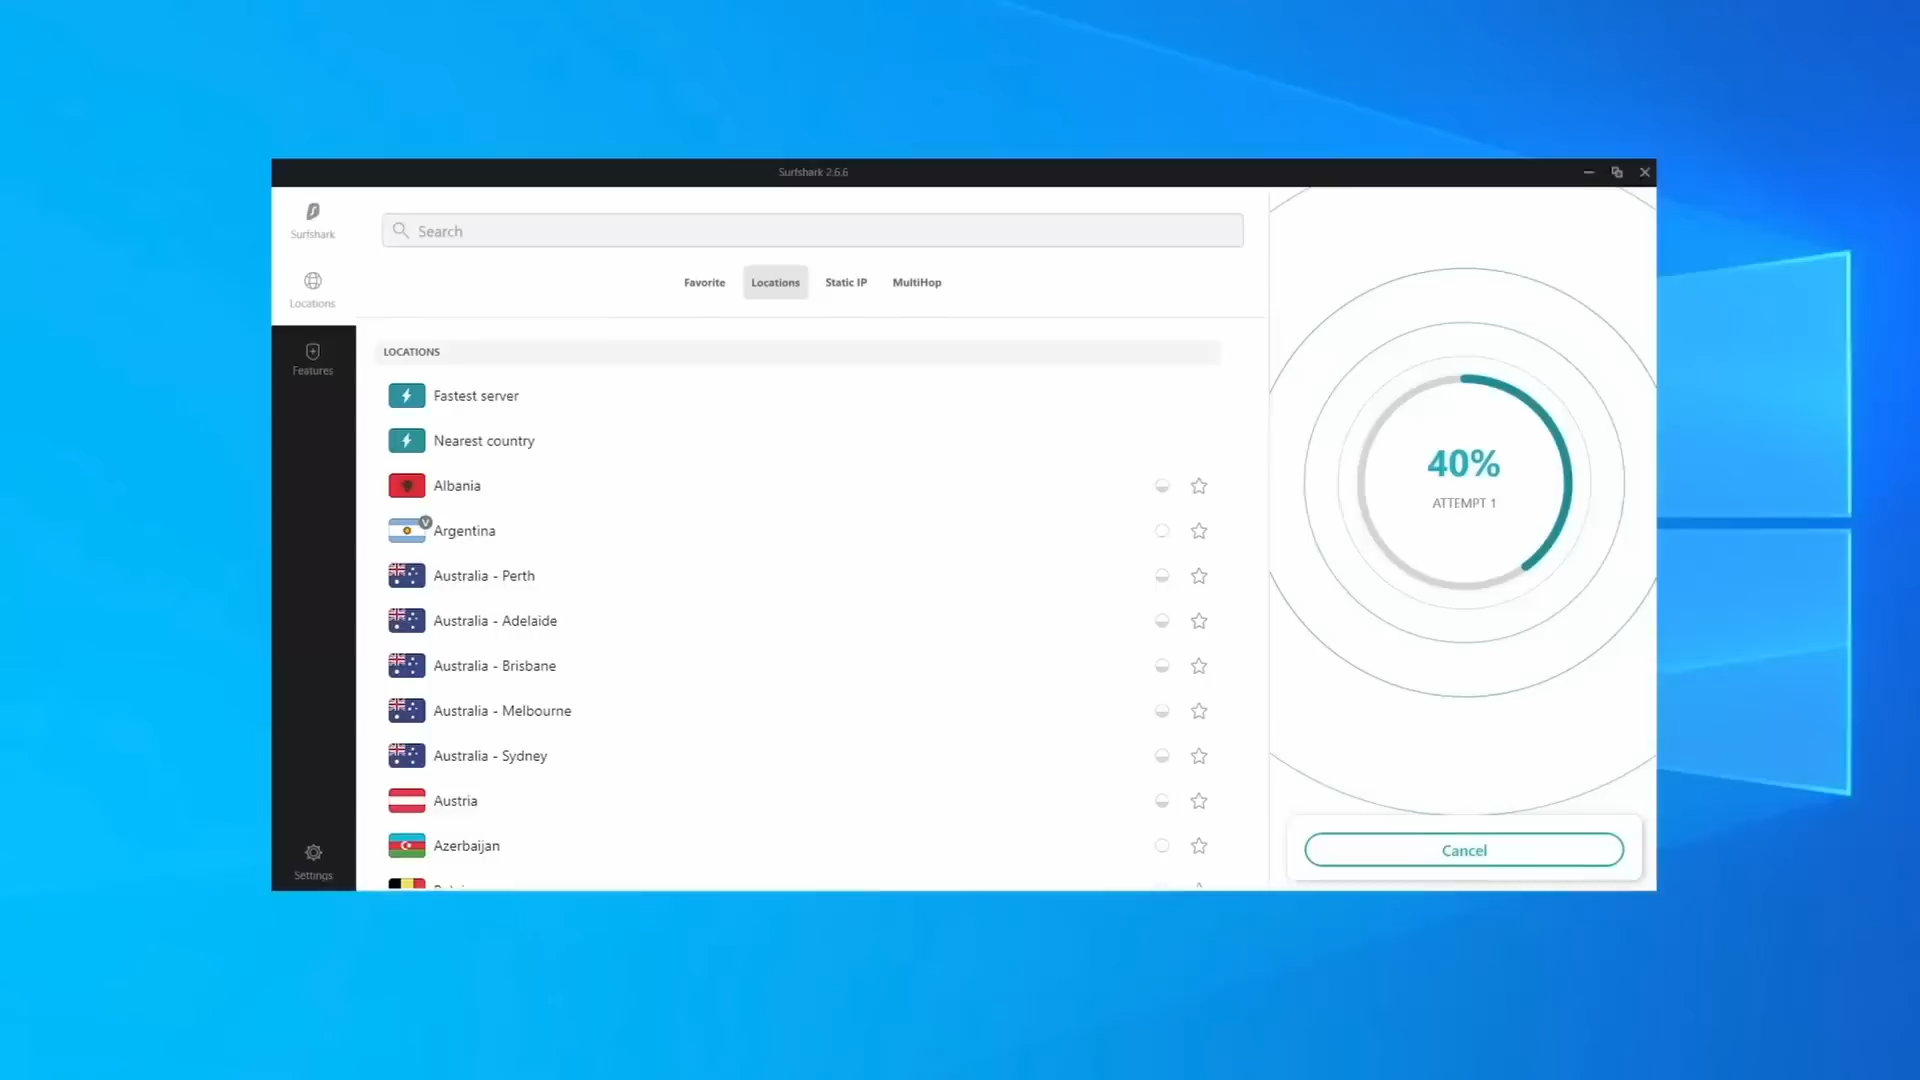 Surfshark 2.6.6
Surfshark
Locations
Features
Settings
Search
Favorite Locations Static IP MultiHop
LOCATIONS
Fastest server
Nearest country
Albania
V
Argentina
Australia - Perth
Australia - Adelaide
Australia - Brisbane
Australia - Melbourne
Australia - Sydney
Austria
Azerbaijan
40%
ATTEMPT 1
Cancel